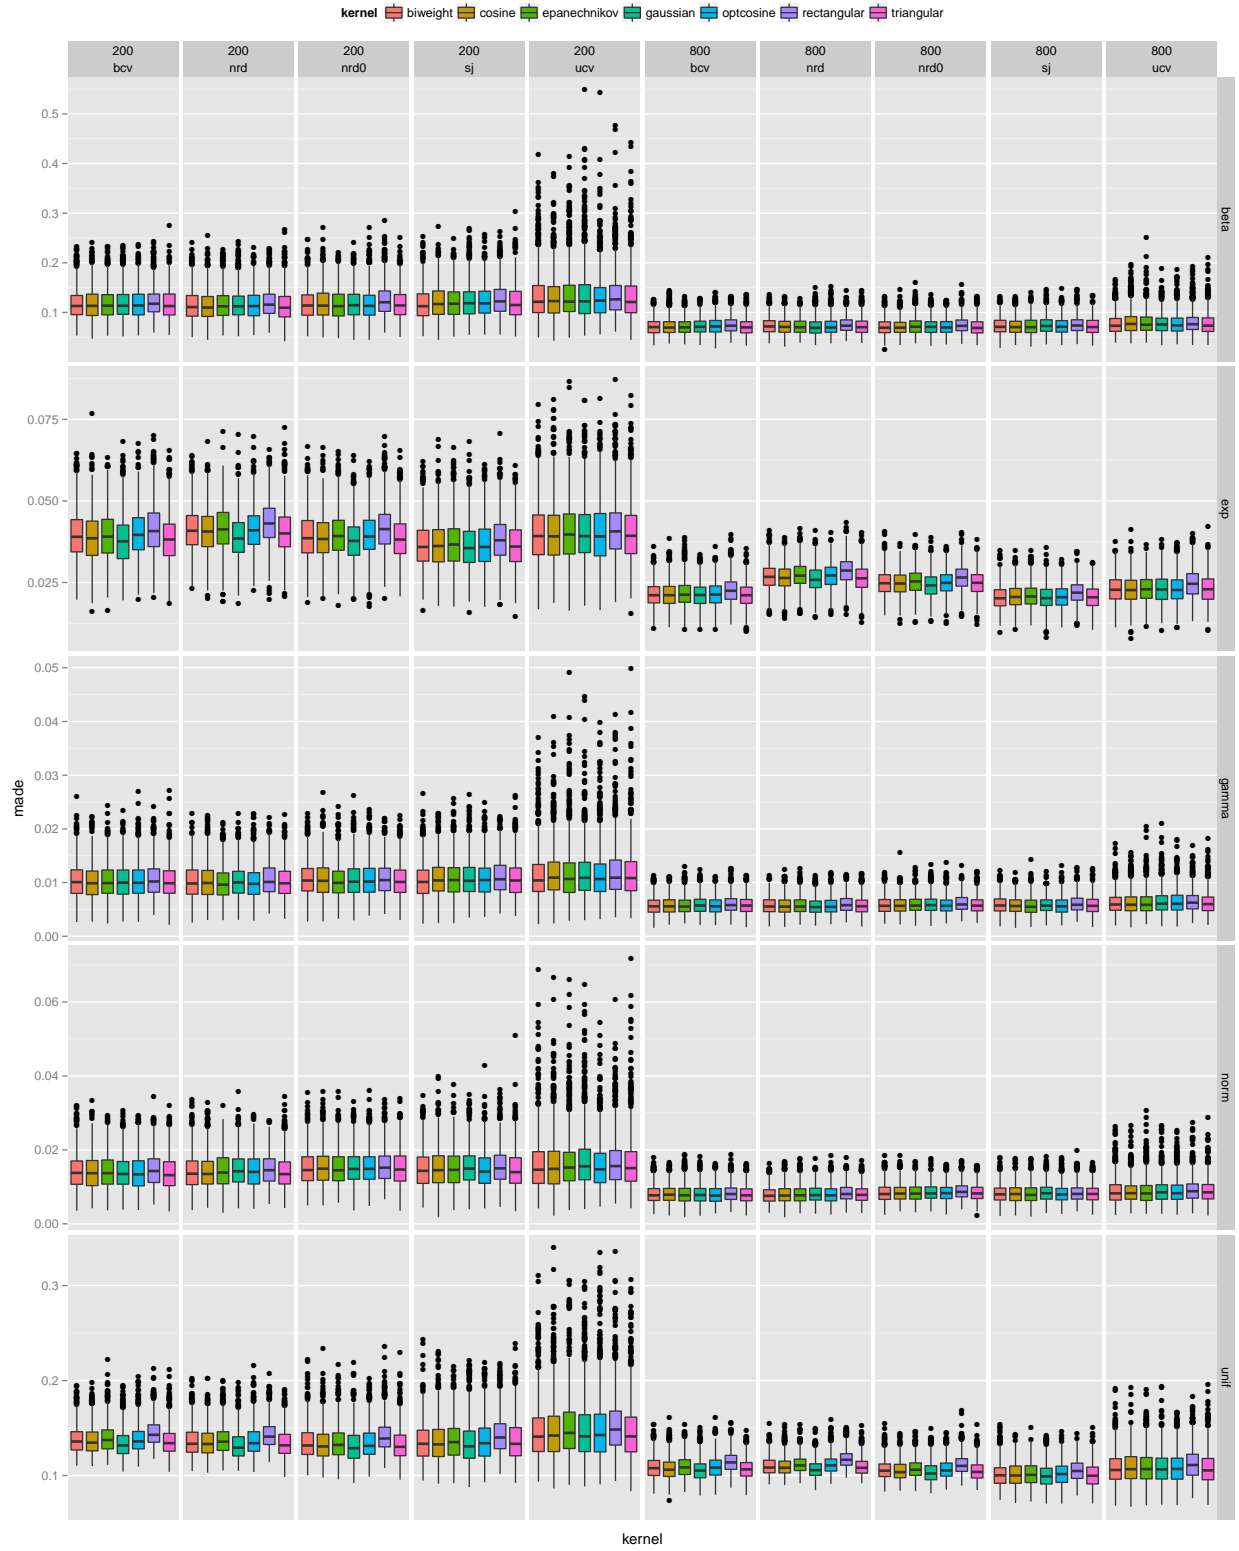 kernel biweight cosine epanechnikov gaussian optcosine rectangular triangular
200 200 200 200 200 800 800 800 800 800
bcv nrd nrd0 sj ucv bcv nrd nrd0 sj ucv
0.5
0.4
0.3
0.2
0.1
beta
0.075
0.050
0.025
exp
0.05
0.04
0.03
0.02
0.01
0.00
gamma
made
0.06
0.04
0.02
0.00
norm
0.3
0.2
0.1
unif
kernel